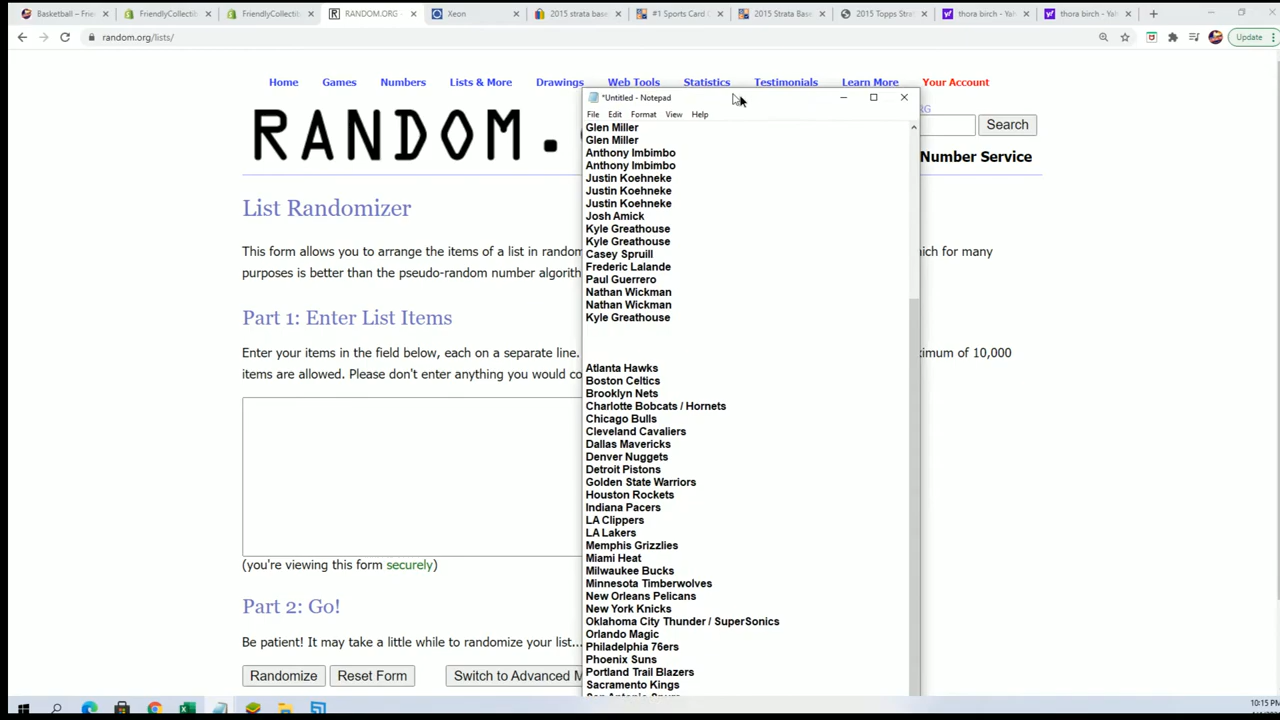 Basketball – Frie
FriendlyCollectib
FriendlyCollectib
RANDOM.ORG -
Xeon
2015 strata base
#1 Sports Card C
2015 Strata Base
2015 Topps Stra
thora birch - Yah
thora birch - Yah
random.org/lists/
Update
Home
Games
Numbers
Lists & More
Drawings
Web Tools
Statistics
Testimonials
Learn More
Your Account
RANDOM.
Search
Number Service
List Randomizer
This form allows you to arrange the items of a list in random
which for many
purposes is better than the pseudo-random number algorith
Part 1: Enter List Items
Enter your items in the field below, each on a separate line.
ximum of 10,000
items are allowed. Please don't enter anything you would co
(you're viewing this form securely)
Part 2: Go!
Be patient! It may take a little while to randomize your list...
Randomize
Reset Form
Switch to Advanced M
*Untitled - Notepad
File
Edit
Format
View
Help
Glen Miller
Glen Miller
Anthony Imbimbo
Anthony Imbimbo
Justin Koehneke
Justin Koehneke
Justin Koehneke
Josh Amick
Kyle Greathouse
Kyle Greathouse
Casey Spruill
Frederic Lalande
Paul Guerrero
Nathan Wickman
Nathan Wickman
Kyle Greathouse
Atlanta Hawks
Boston Celtics
Brooklyn Nets
Charlotte Bobcats / Hornets
Chicago Bulls
Cleveland Cavaliers
Dallas Mavericks
Denver Nuggets
Detroit Pistons
Golden State Warriors
Houston Rockets
Indiana Pacers
LA Clippers
LA Lakers
Memphis Grizzlies
Miami Heat
Milwaukee Bucks
Minnesota Timberwolves
New Orleans Pelicans
New York Knicks
Oklahoma City Thunder / SuperSonics
Orlando Magic
Philadelphia 76ers
Phoenix Suns
Portland Trail Blazers
Sacramento Kings
10:15 PM